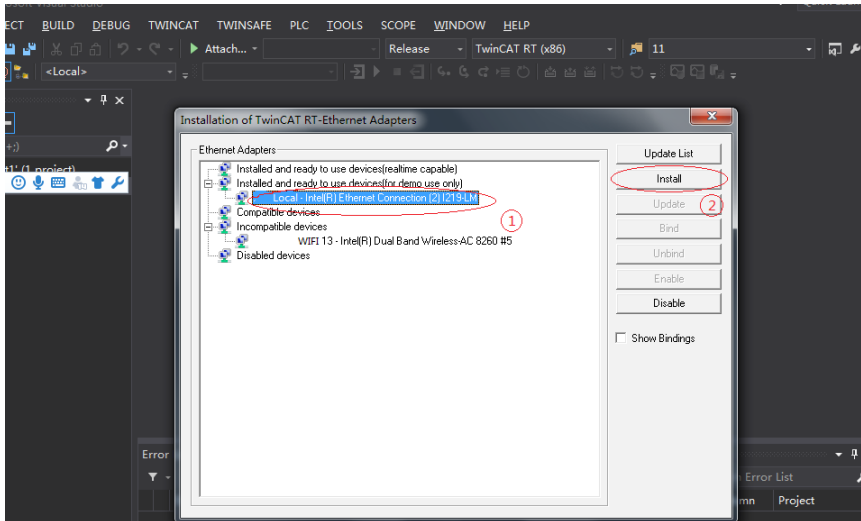 ECT BUILD DEBUG TWINCAT TWINSAFE PLC TOOLS SCOPE WINDOW HELP
Attach... Release TwinCAT RT (x86) 11
<Local>
Installation of TwinCAT RT-Ethernet Adapters
Ethernet Adapters
Update List
Installed and ready to use devices(realtime capable)
Installed and ready to use devices(for demo use only)
Install
Local - Intel(R) Ethernet Connection (2) I219-LM
Update
Compatible devices
①
②
Incompatible devices
Bind
WIFI 13 - Intel(R) Dual Band Wireless-AC 8260 #5
Disabled devices
Unbind
Enable
Disable
Show Bindings
Error
Error List
mn Project